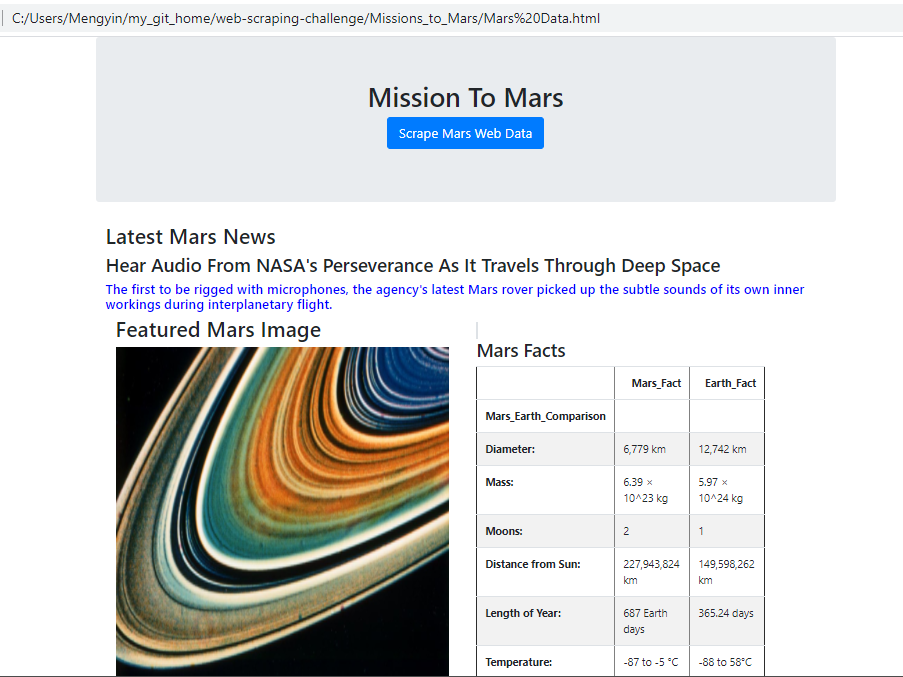 C:/Users/Mengyin/my_git_home/web-scraping-challenge/Missions_to_Mars/Mars%20Data.html
Mission To Mars
Scrape Mars Web Data
Latest Mars News
Hear Audio From NASA's Perseverance As It Travels Through Deep Space
The first to be rigged with microphones, the agency's latest Mars rover picked up the subtle sounds of its own inner
workings during interplanetary flight.
Featured Mars Image
Mars Facts
Mars_Fact Earth_Fact
Mars_Earth_Comparison
Diameter: 6,779 km 12,742 km
Mass: 6.39 × 5.97 ×
10^23 kg 10^24 kg
Moons: 2 1
Distance from Sun: 227,943,824 149,598,262
km km
Length of Year: 687 Earth 365.24 days
days
Temperature: -87 to -5 °C -88 to 58°C